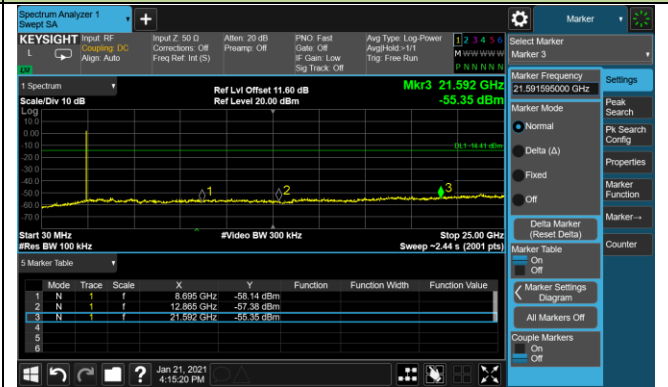 Spectrum Analyzer 1
Swept SA
+
Marker
KEYSIGHT
L
Input: RF
Coupling: DC
Align: Auto
Input Z: 50 Ω
Corrections: Off
Freq Ref: Int (S)
Atten: 20 dB
Preamp: Off
PNO: Fast
Gate: Off
IF Gain: Low
Sig Track: Off
Avg Type: Log-Power
Avg|Hold:>1/1
Trig: Free Run
1 2 3 4 5 6
M W W W W W
P N N N N N
Select Marker
Marker 3
1 Spectrum
Scale/Div 10 dB
Log
Ref Lvl Offset 11.60 dB
Ref Level 20.00 dBm
Mkr3 21.592 GHz
-55.35 dBm
10.0
0.00
-10.0
-20.0
-30.0
-40.0
-50.0
-60.0
-70.0
DL1 -14.41 dBm
1
2
3
Start 30 MHz
#Res BW 100 kHz
#Video BW 300 kHz
Stop 25.00 GHz
Sweep ~2.44 s (2001 pts)
5 Marker Table
Mode Trace Scale X Y Function Function Width Function Value
1 N 1 f 8.695 GHz -58.14 dBm
2 N 1 f 12.865 GHz -57.38 dBm
3 N 1 f 21.592 GHz -55.35 dBm
4
5
6
Marker Frequency
21.591595000 GHz
Marker Mode
Normal
Delta (Δ)
Fixed
Off
Delta Marker
(Reset Delta)
Marker Table
On
Off
Marker Settings
Diagram
All Markers Off
Couple Markers
On
Off
Settings
Peak
Search
Pk Search
Config
Properties
Marker
Function
Marker→
Counter
?
Jan 21, 2021
4:15:20 PM